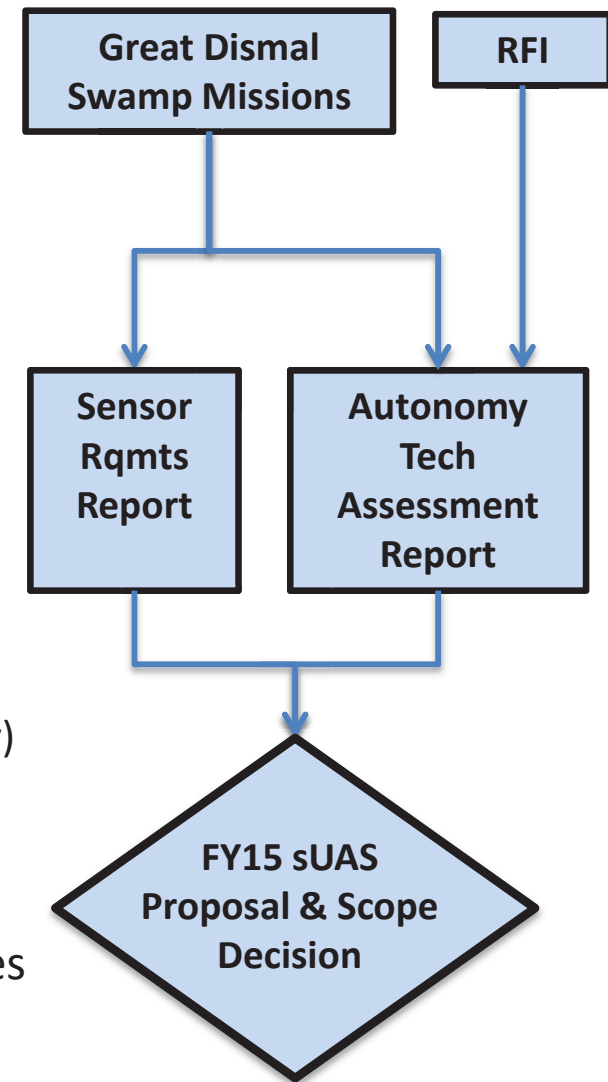 Great Dismal
Swamp Missions
RFI
Sensor
Rqmts
Report
Autonomy
Tech
Assessment
Report
FY15 sUAS
Proposal & Scope
Decision